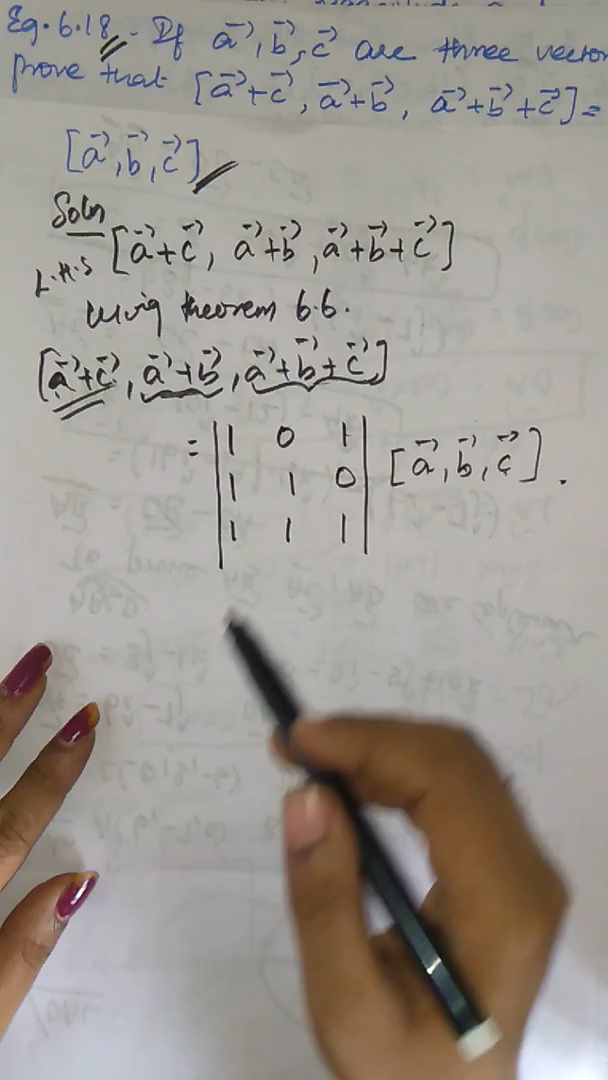 Eg. 6.18. If a⃗, b⃗, c⃗ are three vector
prove that [a⃗+c⃗, a⃗+b⃗, a⃗+b⃗+c⃗] =
[a⃗, b⃗, c⃗]
Soln
L.H.S [a⃗+c⃗, a⃗+b⃗, a⃗+b⃗+c⃗]
using theorem 6.6.
[a⃗+c⃗, a⃗+b⃗, a⃗+b⃗+c⃗]
= |1 0 1| [a⃗, b⃗, c⃗].
|1 1 0|
|1 1 1|